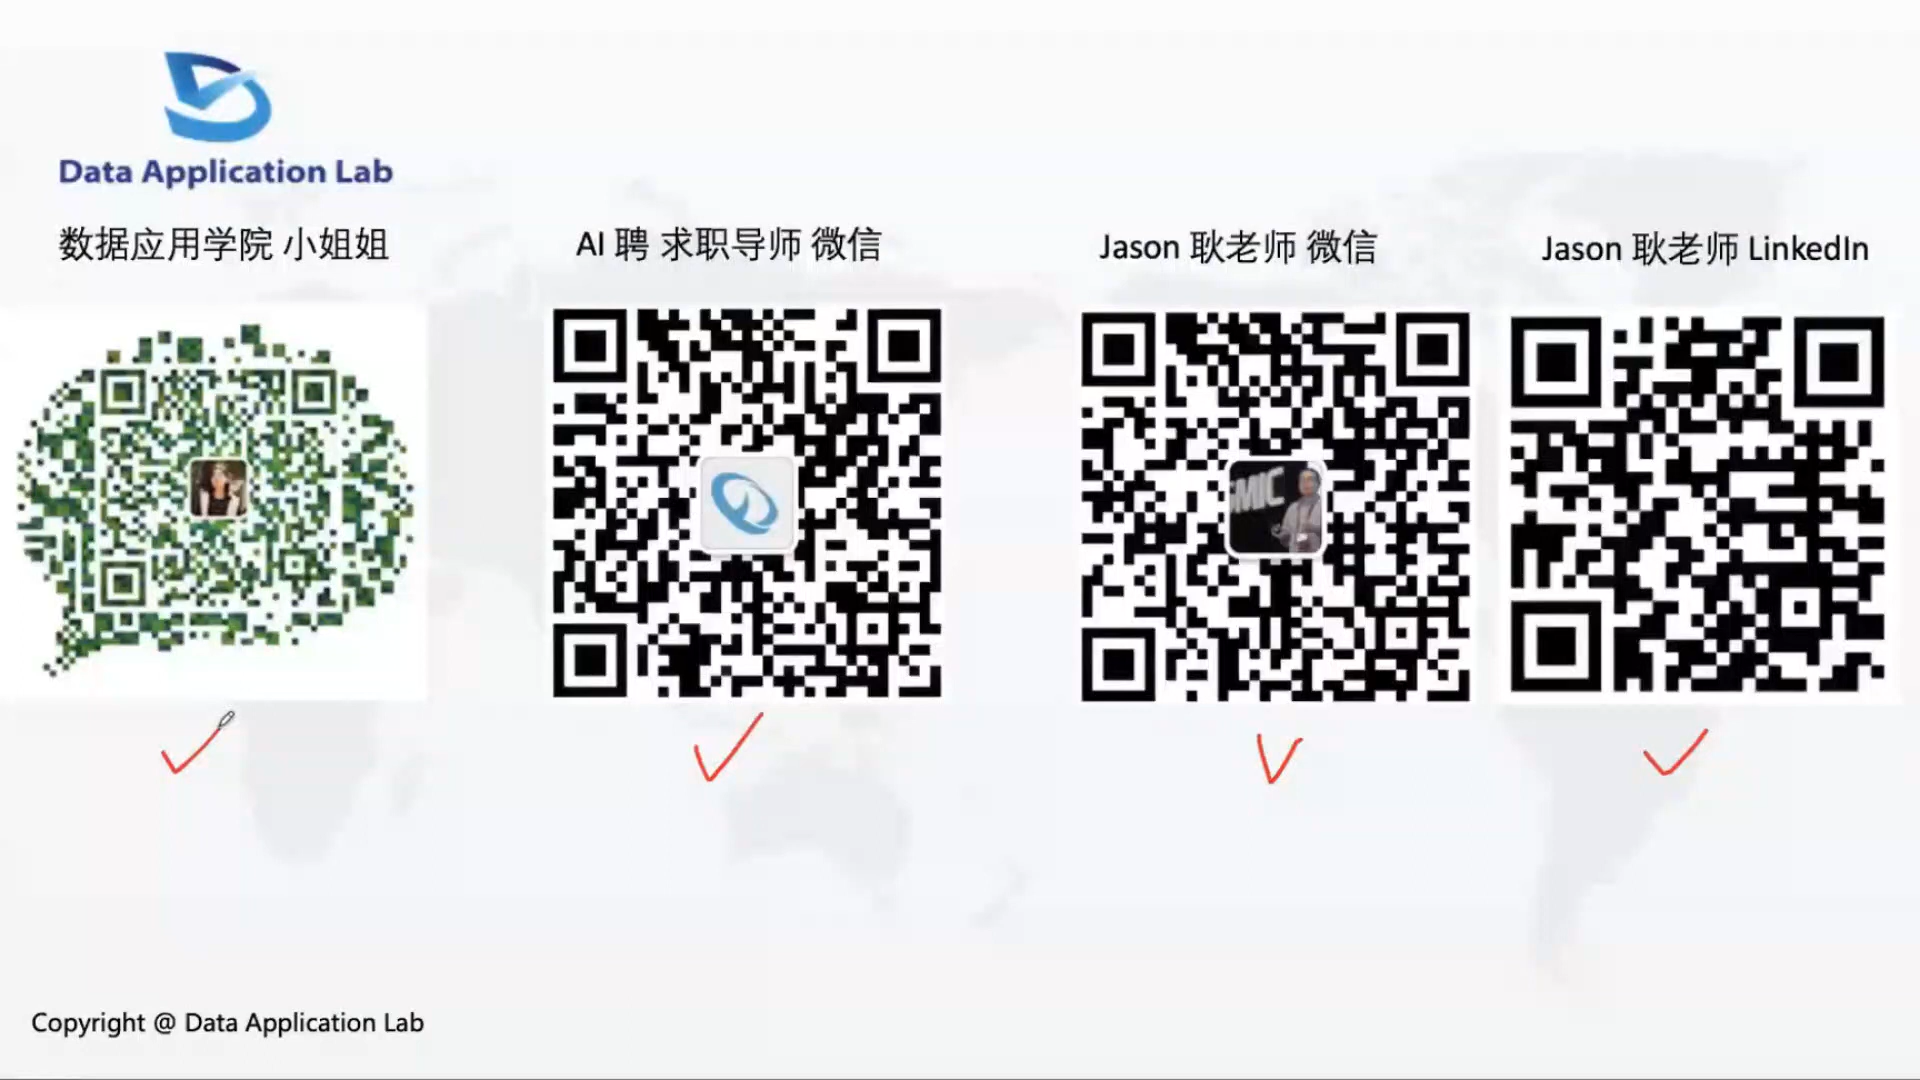 Data Application Lab
数据应用学院 小姐姐
AI 聘 求职导师 微信
Jason 耿老师 微信
Jason 耿老师 LinkedIn
MIC
Copyright @ Data Application Lab